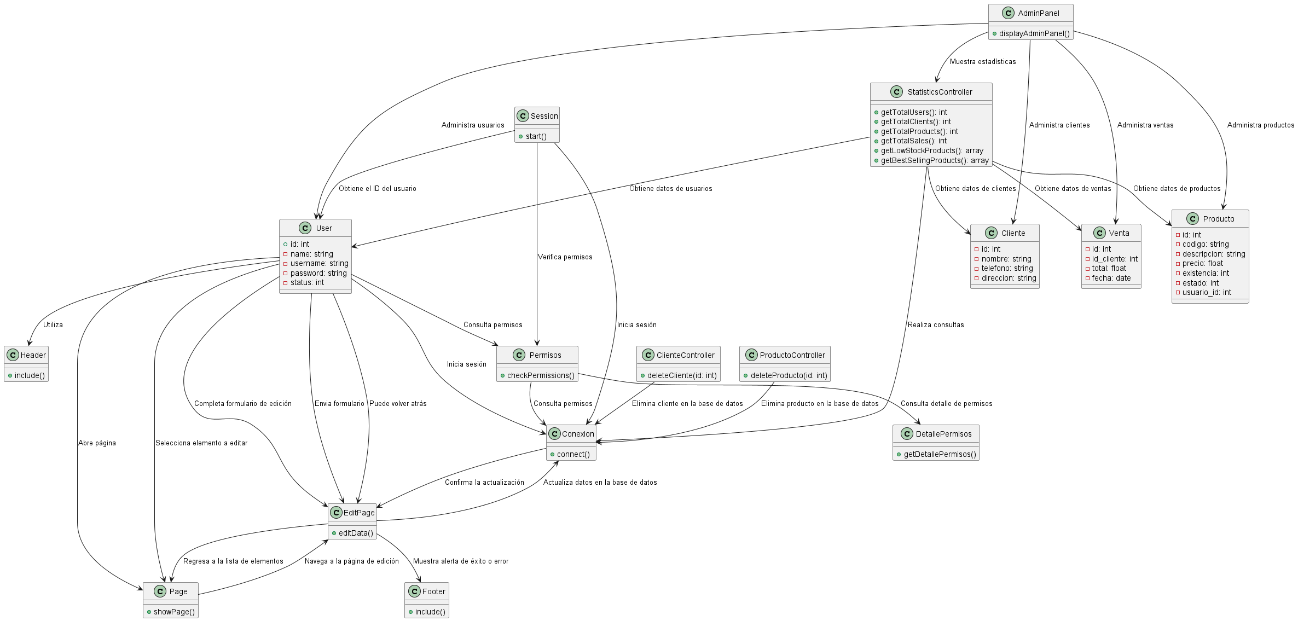 C AdminPanel
displayAdminPanel()
Muestra estadísticas
C StatisticsController
getTotalUsers(): int
getTotalClients(): int
getTotalProducts(): int
getTotalSales(): int
getLowStockProducts(): array
getBestSellingProducts(): array
C Session
start()
Administra usuarios
Administra clientes
Administra ventas
Administra productos
Obtiene el ID del usuario
Obtiene datos de usuarios
Obtiene datos de clientes
Obtiene datos de ventas
Obtiene datos de productos
C User
id: int
name: string
username: string
password: string
status: int
C Cliente
id: int
nombre: string
telefono: string
direccion: string
C Venta
id: int
id_cliente: int
total: float
fecha: date
C Producto
id: int
codigo: string
descripcion: string
precio: float
existencia: int
estado: int
usuario_id: int
Verifica permisos
Utiliza
Consulta permisos
Inicia sesión
Realiza consultas
C Header
include()
C Permisos
checkPermissions()
C ClienteController
deleteCliente(id: int)
C ProductoController
deleteProducto(id: int)
Inicia sesión
Completa formulario de edición
Envia formulario
Puede volver atrás
Consulta permisos
Elimina cliente en la base de datos
Elimina producto en la base de datos
Consulta detalle de permisos
Abre página
Selecciona elemento a editar
C Conexion
connect()
C DetallePermisos
getDetallePermisos()
Confirma la actualización
Actualiza datos en la base de datos
C EditPage
editData()
Regresa a la lista de elementos
Navega a la página de edición
Muestra alerta de éxito o error
C Page
showPage()
C Footer
include()